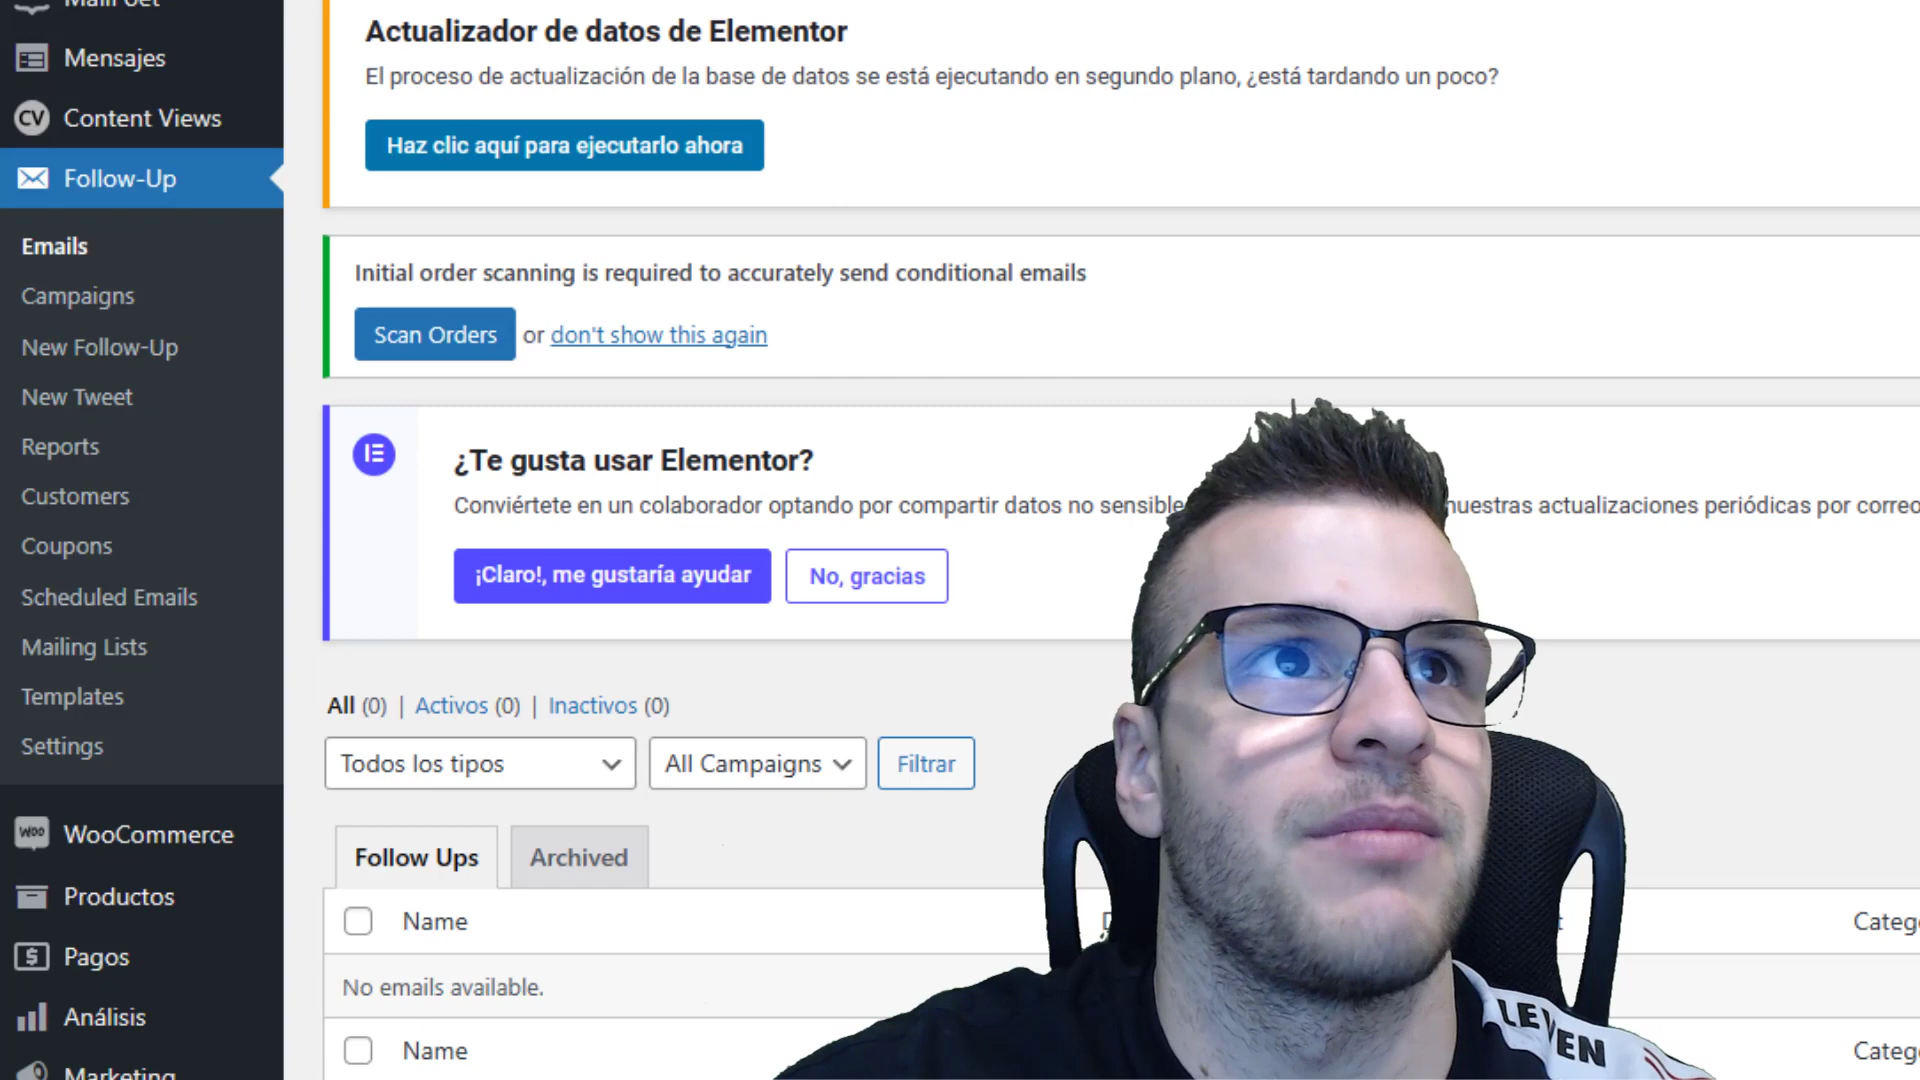 Mensajes
CV Content Views
Follow-Up
Emails
Campaigns
New Follow-Up
New Tweet
Reports
Customers
Coupons
Scheduled Emails
Mailing Lists
Templates
Settings
WOO WooCommerce
Productos
$ Pagos
Análisis
Marketing
Actualizador de datos de Elementor
El proceso de actualización de la base de datos se está ejecutando en segundo plano, ¿está tardando un poco?
Haz clic aquí para ejecutarlo ahora
Initial order scanning is required to accurately send conditional emails
Scan Orders or don't show this again
¿Te gusta usar Elementor?
Conviértete en un colaborador optando por compartir datos no sensible nuestras actualizaciones periódicas por correo
¡Claro!, me gustaría ayudar No, gracias
All (0) | Activos (0) | Inactivos (0)
Todos los tipos All Campaigns Filtrar
Follow Ups Archived
Name Catego
No emails available.
Name Catego
LEVEN